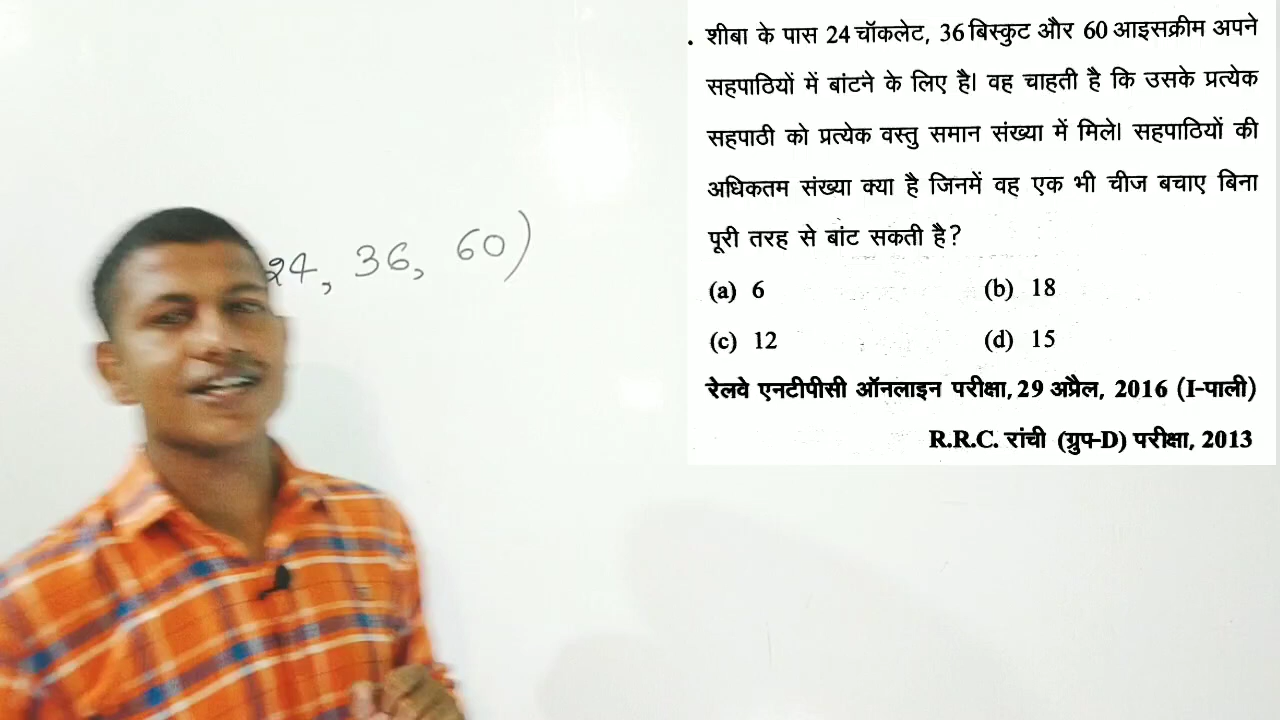 . शीबा के पास 24 चॉकलेट, 36 बिस्कुट और 60 आइसक्रीम अपने
सहपाठियों में बांटने के लिए है। वह चाहती है कि उसके प्रत्येक
सहपाठी को प्रत्येक वस्तु समान संख्या में मिले। सहपाठियों की
अधिकतम संख्या क्या है जिनमें वह एक भी चीज बचाए बिना
पूरी तरह से बांट सकती है?
(a) 6 (b) 18
(c) 12 (d) 15
रेलवे एनटीपीसी ऑनलाइन परीक्षा, 29 अप्रैल, 2016 (I-पाली)
R.R.C. रांची (ग्रुप-D) परीक्षा, 2013
24, 36, 60)